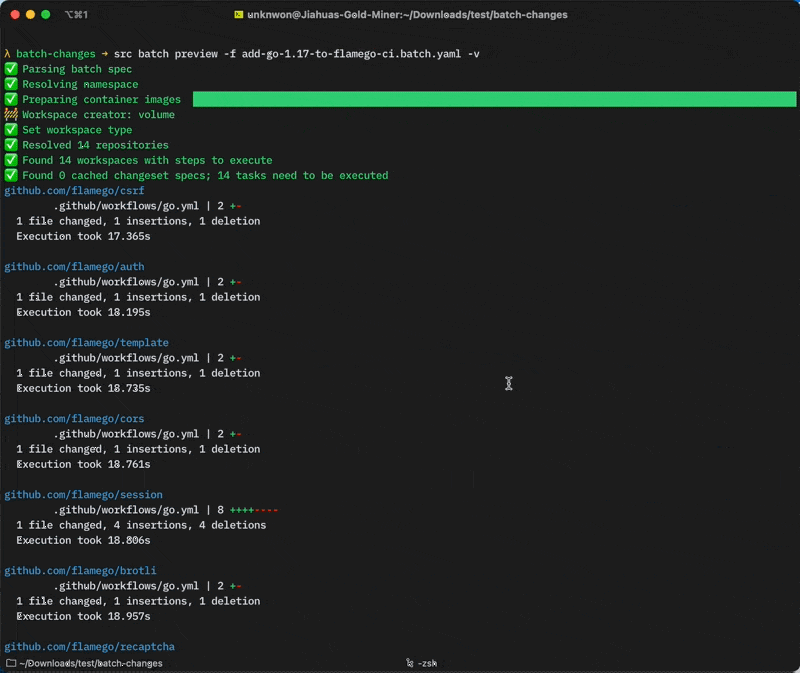 ⌥⌘1
unknwon@Jiahuas-Gold-Miner:~/Downloads/test/batch-changes
λ batch-changes → src batch preview -f add-go-1.17-to-flamego-ci.batch.yaml -v
✅ Parsing batch spec
✅ Resolving namespace
✅ Preparing container images
🚧 Workspace creator: volume
✅ Set workspace type
✅ Resolved 14 repositories
✅ Found 14 workspaces with steps to execute
✅ Found 0 cached changeset specs; 14 tasks need to be executed
github.com/flamego/csrf
.github/workflows/go.yml | 2 +-
1 file changed, 1 insertions, 1 deletion
Execution took 17.365s
github.com/flamego/auth
.github/workflows/go.yml | 2 +-
1 file changed, 1 insertions, 1 deletion
Execution took 18.195s
github.com/flamego/template
.github/workflows/go.yml | 2 +-
1 file changed, 1 insertions, 1 deletion
Execution took 18.735s
github.com/flamego/cors
.github/workflows/go.yml | 2 +-
1 file changed, 1 insertions, 1 deletion
Execution took 18.761s
github.com/flamego/session
.github/workflows/go.yml | 8 ++++----
1 file changed, 4 insertions, 4 deletions
Execution took 18.806s
github.com/flamego/brotli
.github/workflows/go.yml | 2 +-
1 file changed, 1 insertions, 1 deletion
Execution took 18.957s
github.com/flamego/recaptcha
~/Downloads/test/batch-changes
-zsh